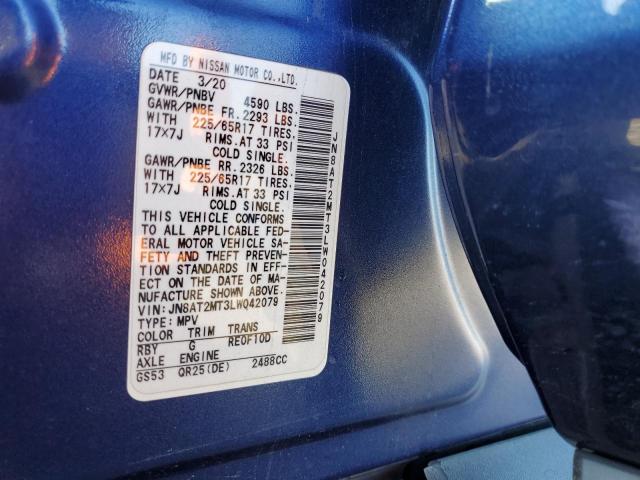 MFD BY NISSAN MOTOR CO.,LTD.
DATE 3/20
GVWR/PNBV 4590 LBS.
GAWR/PNBE FR. 2293 LBS.
WITH 225/65R17 TIRES.
17×7J RIMS.AT 33 PSI
COLD SINGLE.
GAWR/PNBE RR. 2326 LBS.
WITH 225/65R17 TIRES.
17×7J RIMS.AT 33 PSI
COLD SINGLE.
THIS VEHICLE CONFORMS
TO ALL APPLICABLE FED-
ERAL MOTOR VEHICLE SA-
FETY AND THEFT PREVEN-
TION STANDARDS IN EFF-
ECT ON THE DATE OF MA-
NUFACTURE SHOWN ABOVE.
VIN:JN8AT2MT3LW042079
TYPE:MPV
COLOR TRIM TRANS
RBY G RE0F10D
AXLE ENGINE
GS53 QR25(DE) 2488CC
JN8AT2MT3LW042079